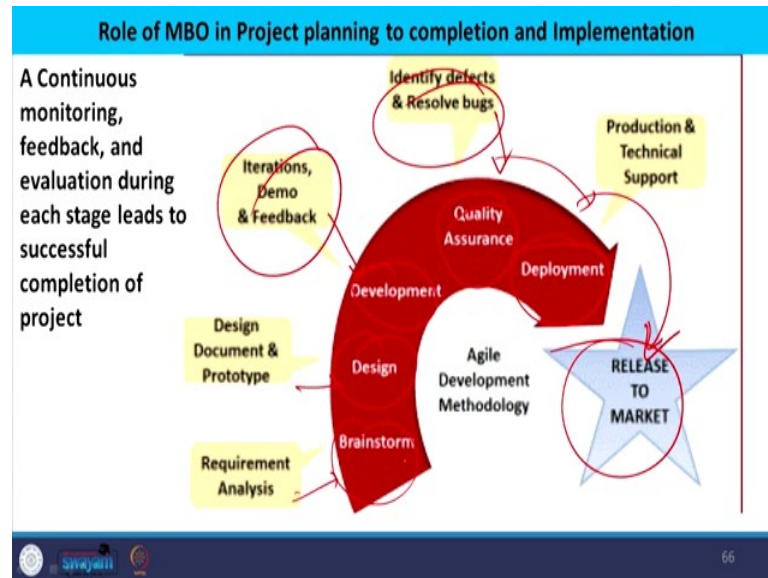 Role of MBO in Project planning to completion and Implementation
A Continuous
monitoring,
feedback, and
evaluation during
each stage leads to
successful
completion of
project
Identify defects
& Resolve bugs
Production &
Technical
Support
Iterations,
Demo
& Feedback
Quality
Assurance
Deployment
Development
Design
Document &
Prototype
Design
Agile
Development
Methodology
RELEASE
TO
MARKET
Brainstorm
Requirement
Analysis
swayam
66